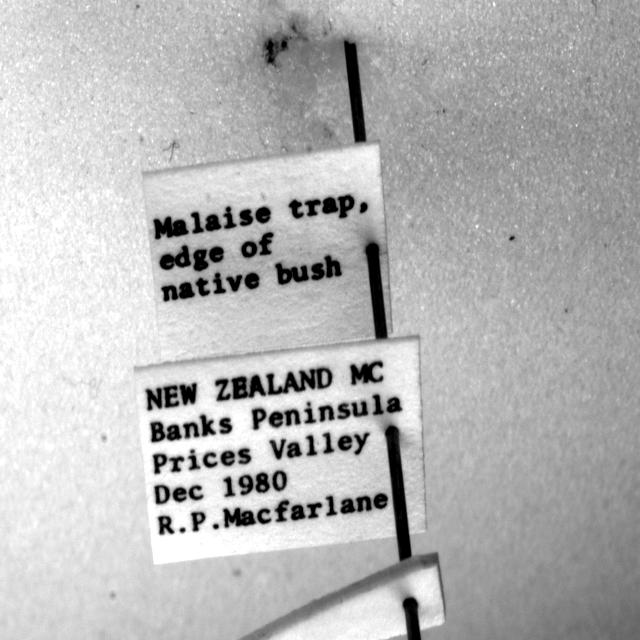 Malaise trap,
edge of
native bush
NEW ZEALAND MC
Banks Peninsula
Prices Valley
Dec 1980
R.P.Macfarlane